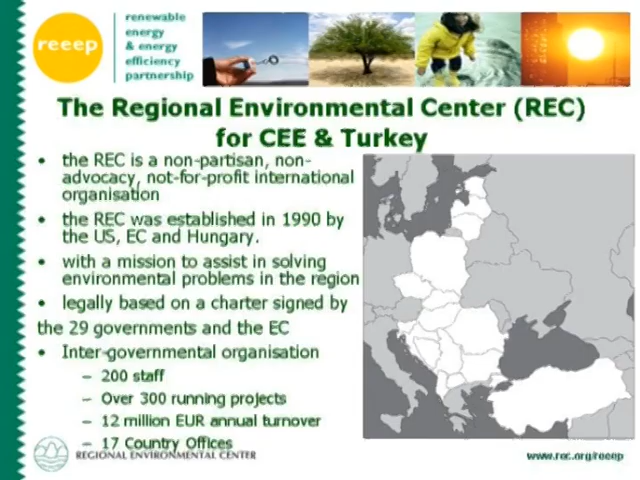 reeep
renewable
energy
& energy
efficiency
partnership
The Regional Environmental Center (REC)
for CEE & Turkey
• the REC is a non-partisan, non-
advocacy, not-for-profit international
organisation
• the REC was established in 1990 by
the US, EC and Hungary.
• with a mission to assist in solving
environmental problems in the region
• legally based on a charter signed by
the 29 governments and the EC
• Inter-governmental organisation
– 200 staff
– Over 300 running projects
– 12 million EUR annual turnover
– 17 Country Offices
REGIONAL ENVIRONMENTAL CENTER
www.rec.org/reeep